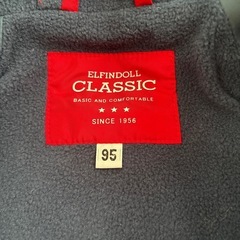 ELFINDOLL
CLASSIC
BASIC AND COMFORTABLE
SINCE 1956
95